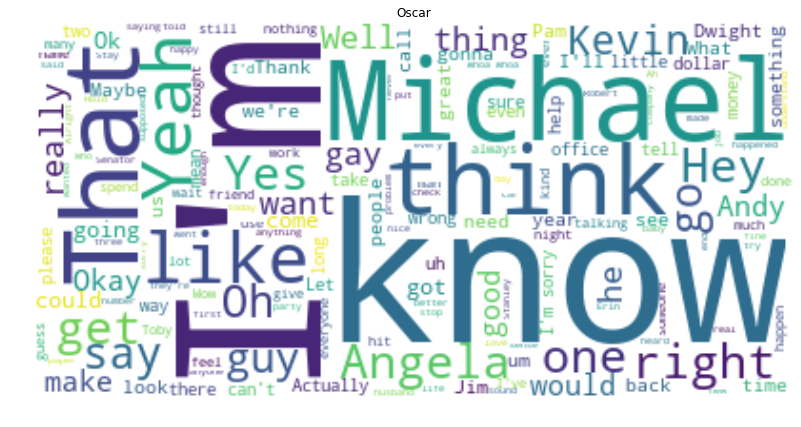 Oscar
two
saying
told
still
nothing
Well
thing
call
gonna
Kevin
Pam
Dwight
What
I'll
little
dollar
something
many
Ok
Yeah
That
I'm
Michael
I'd
Thank
we're
Maybe
thought
great
sure
even
help
money
really
mean
us
Yes
work
gay
take
think
always
office
tell
Hey
happened
spend
wait
friend
want
people
wrong
need
kind
year
night
talking
see
go
Andy
done
much
please
going
like
use
come
long
anything
know
he
uh
got
good
I'm sorry
Okay
lot
way
Oh
give
Let
party
could
get
Toby
guess
say
guy
feel
everyone
hit
um
Angela
one
right
someone
happen
try
make
look
there
can't
Actually
Jim
I've
would
back
time
Senator
Robert
Stanley
Erin
better
stop
nice
check
problem
today
three
number
Wow
first
husband
life
sound
heard
real
baby
love
put
made
day
they're
went
enough
happy
Stay
said
who